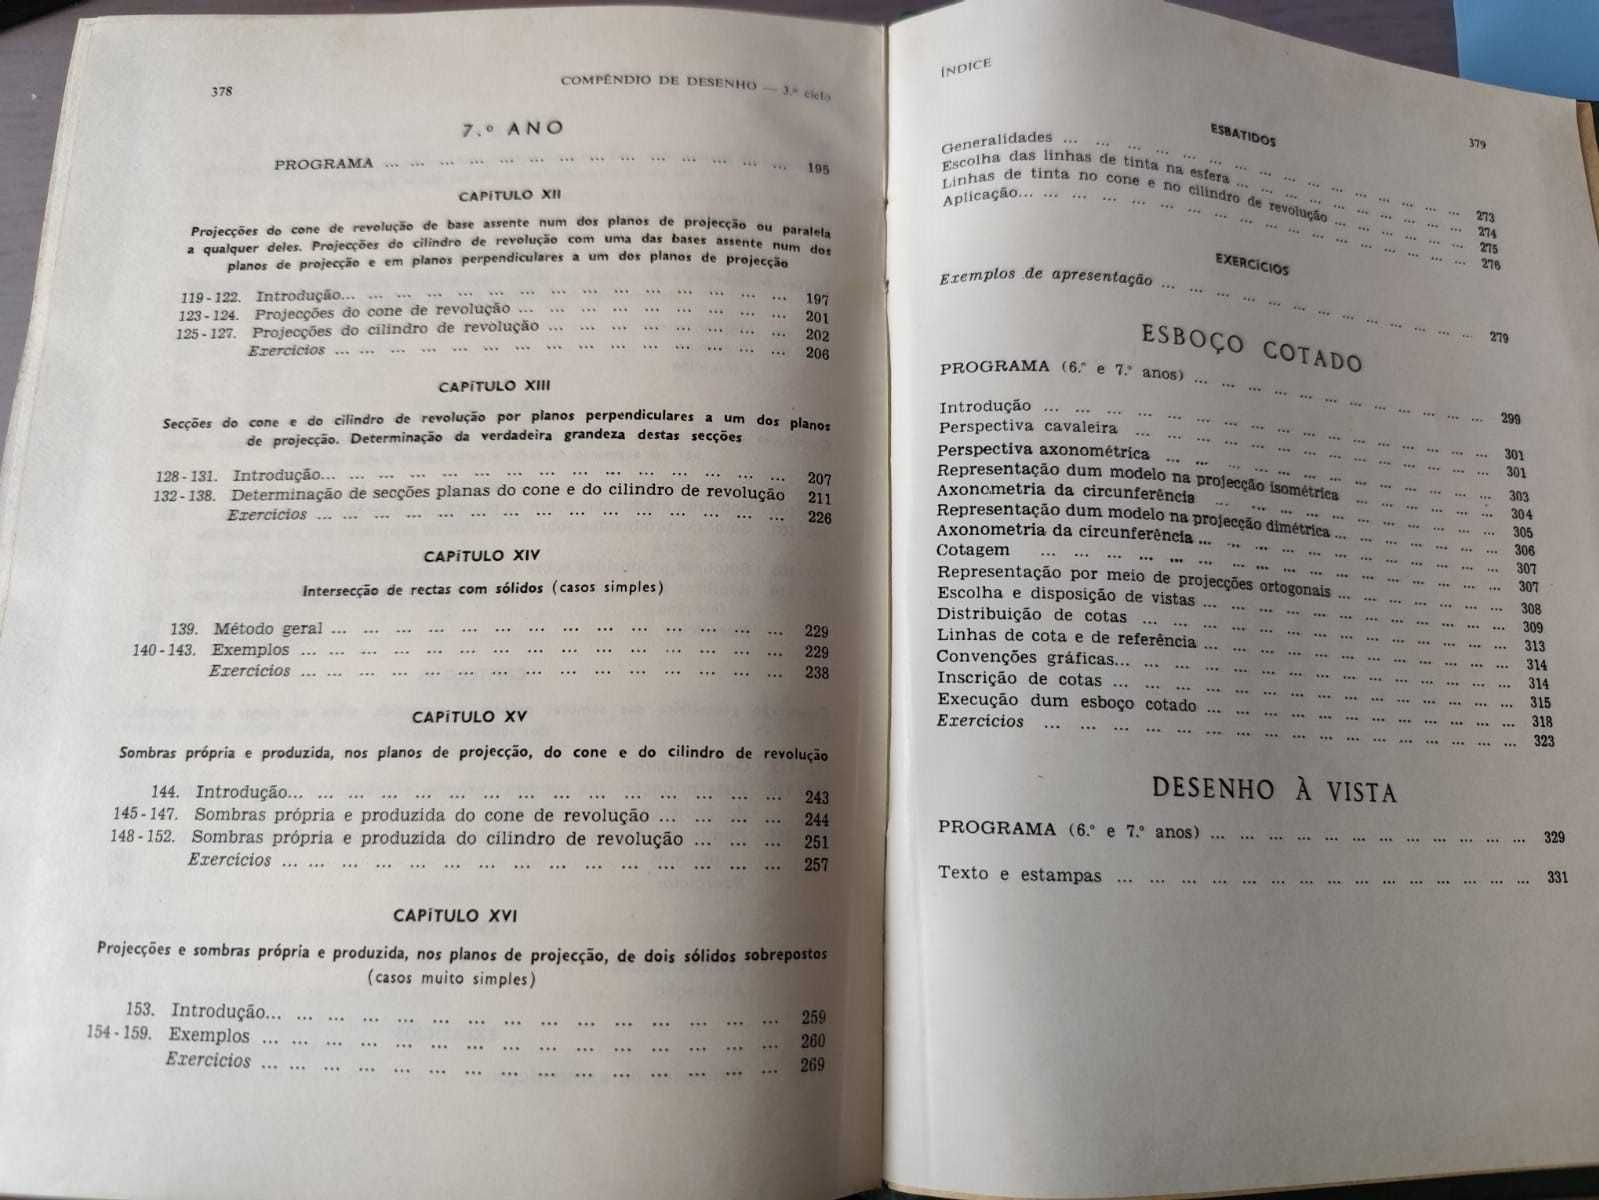 378
COMPÊNDIO DE DESENHO — 3.º ciclo
7.º ANO
PROGRAMA ... ... ... ... ... ... ... ... ... ... ... ... ... ... 195
CAPÍTULO XII
Projecções do cone de revolução de base assente num dos planos de projecção ou paralela
a qualquer deles. Projecções do cilindro de revolução com uma das bases assente num dos
planos de projecção e em planos perpendiculares a um dos planos de projecção
119-122. Introdução... ... ... ... ... ... ... ... ... ... ... ... ... ... 197
123-124. Projecções do cone de revolução ... ... ... ... ... ... ... ... ... 201
125-127. Projecções do cilindro de revolução ... ... ... ... ... ... ... ... 202
Exercícios ... ... ... ... ... ... ... ... ... ... ... ... ... ... ... 206
CAPÍTULO XIII
Secções do cone e do cilindro de revolução por planos perpendiculares a um dos planos
de projecção. Determinação da verdadeira grandeza destas secções
128-131. Introdução... ... ... ... ... ... ... ... ... ... ... ... ... ... ... 207
132-138. Determinação de secções planas do cone e do cilindro de revolução 211
Exercícios ... ... ... ... ... ... ... ... ... ... ... ... ... ... ... 226
CAPÍTULO XIV
Intersecção de rectas com sólidos (casos simples)
139. Método geral ... ... ... ... ... ... ... ... ... ... ... ... ... ... 229
140-143. Exemplos ... ... ... ... ... ... ... ... ... ... ... ... ... ... ... 229
Exercícios ... ... ... ... ... ... ... ... ... ... ... ... ... ... ... 238
CAPÍTULO XV
Sombras própria e produzida, nos planos de projecção, do cone e do cilindro de revolução
144. Introdução... ... ... ... ... ... ... ... ... ... ... ... ... ... ... 243
145-147. Sombras própria e produzida do cone de revolução ... ... ... ... 244
148-152. Sombras própria e produzida do cilindro de revolução ... ... ... 251
Exercícios ... ... ... ... ... ... ... ... ... ... ... ... ... ... ... 257
CAPÍTULO XVI
Projecções e sombras própria e produzida, nos planos de projecção, de dois sólidos sobrepostos
(casos muito simples)
153. Introdução... ... ... ... ... ... ... ... ... ... ... ... ... ... ... 259
154-159. Exemplos ... ... ... ... ... ... ... ... ... ... ... ... ... ... ... 260
Exercícios ... ... ... ... ... ... ... ... ... ... ... ... ... ... ... 269
ÍNDICE
379
ESBATIDOS
Generalidades ... ... ... ... ... ... ... ... ... ... ... ... ... 273
Escolha das linhas de tinta na esfera ... ... ... ... ... ... ... ... 274
Linhas de tinta no cone e no cilindro de revolução ... ... ... ... ... 275
Aplicação... ... ... ... ... ... ... ... ... ... ... ... ... ... ... 276
EXERCÍCIOS
Exemplos de apresentação ... ... ... ... ... ... ... ... ... ... ... 279
ESBOÇO COTADO
PROGRAMA (6.º e 7.º anos) ... ... ... ... ... ... ... ... ... ... ... 299
Introdução ... ... ... ... ... ... ... ... ... ... ... ... ... ... ... 301
Perspectiva cavaleira ... ... ... ... ... ... ... ... ... ... ... ... 301
Perspectiva axonométrica ... ... ... ... ... ... ... ... ... ... ... 303
Representação dum modelo na projecção isométrica ... ... ... ... ... 304
Axonometria da circunferência ... ... ... ... ... ... ... ... ... ... 305
Representação dum modelo na projecção dimétrica ... ... ... ... ... 306
Axonometria da circunferência ... ... ... ... ... ... ... ... ... ... 307
Cotagem ... ... ... ... ... ... ... ... ... ... ... ... ... ... ... 307
Representação por meio de projecções ortogonais ... ... ... ... ... ... 308
Escolha e disposição de vistas ... ... ... ... ... ... ... ... ... ... 309
Distribuição de cotas ... ... ... ... ... ... ... ... ... ... ... ... 313
Linhas de cota e de referência ... ... ... ... ... ... ... ... ... ... 314
Convenções gráficas... ... ... ... ... ... ... ... ... ... ... ... ... 314
Inscrição de cotas ... ... ... ... ... ... ... ... ... ... ... ... ... 315
Execução dum esboço cotado ... ... ... ... ... ... ... ... ... ... ... 318
Exercícios ... ... ... ... ... ... ... ... ... ... ... ... ... ... ... 323
DESENHO À VISTA
PROGRAMA (6.º e 7.º anos) ... ... ... ... ... ... ... ... ... ... 329
Texto e estampas ... ... ... ... ... ... ... ... ... ... ... ... ... 331